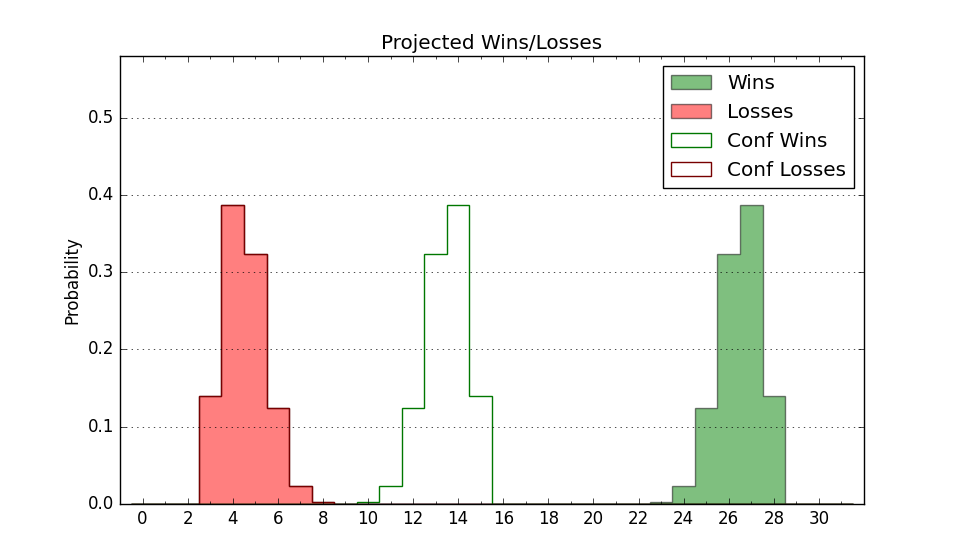 Projected Wins/Losses
Wins
Losses
Conf Wins
Conf Losses
Probability
0.5
0.4
0.3
0.2
0.1
0.0
0 2 4 6 8 10 12 14 16 18 20 22 24 26 28 30